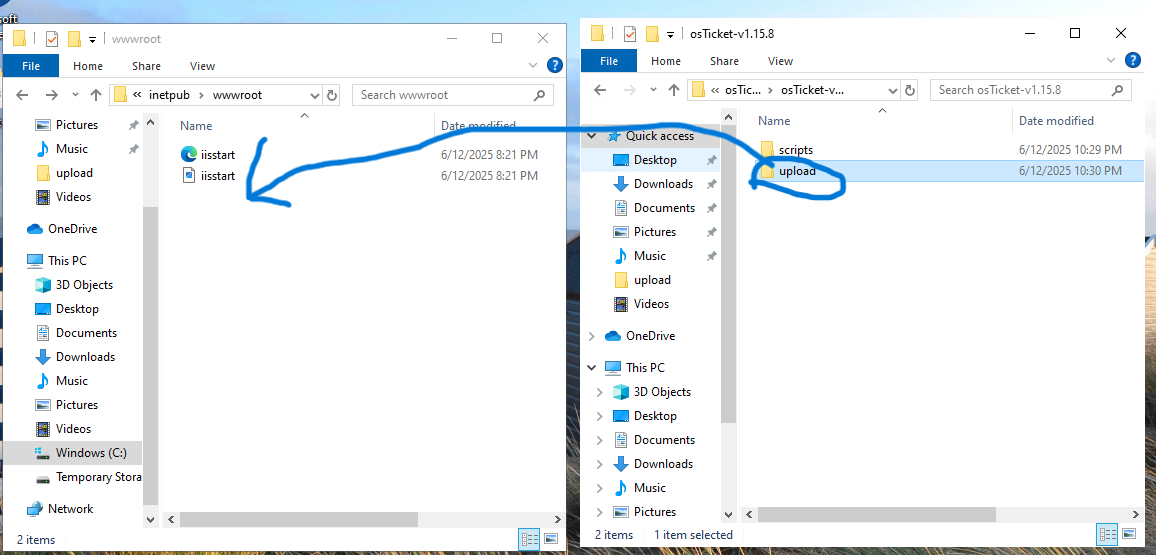 soft
wwwroot
File Home Share View
« inetpub › wwwroot
Search wwwroot
Pictures
Music
upload
Videos
OneDrive
This PC
3D Objects
Desktop
Documents
Downloads
Music
Pictures
Videos
Windows (C:)
Temporary Stora
Network
Name Date modified
iisstart 6/12/2025 8:21 PM
iisstart 6/12/2025 8:21 PM
2 items
osTicket-v1.15.8
File Home Share View
« osTic... › osTicket-v...
Search osTicket-v1.15.8
Quick access
Desktop
Downloads
Documents
Pictures
Music
upload
Videos
OneDrive
This PC
3D Objects
Desktop
Documents
Downloads
Music
Pictures
Name Date modified
scripts 6/12/2025 10:29 PM
upload 6/12/2025 10:30 PM
2 items 1 item selected